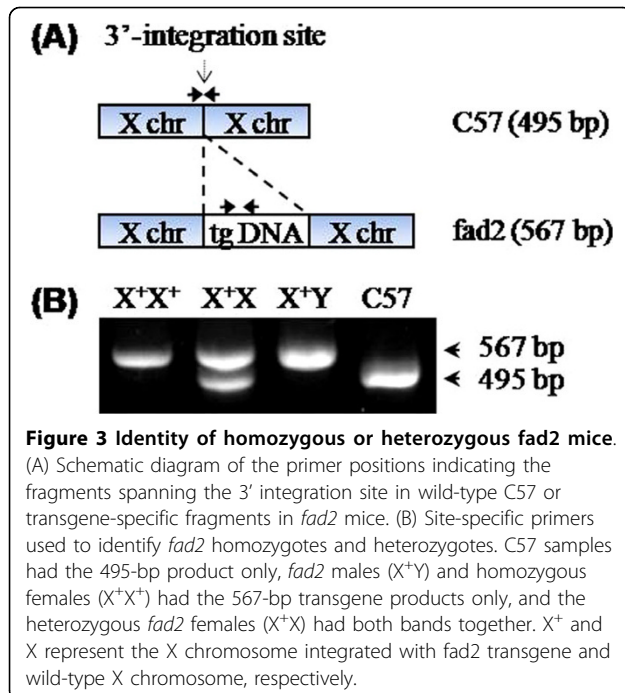 (A) 3’-integration site
X chr X chr C57 (495 bp)
X chr tg DNA X chr fad2 (567 bp)
(B) X⁺X⁺ X⁺X X⁺Y C57
567 bp
495 bp
Figure 3 Identity of homozygous or heterozygous fad2 mice.
(A) Schematic diagram of the primer positions indicating the
fragments spanning the 3’ integration site in wild-type C57 or
transgene-specific fragments in fad2 mice. (B) Site-specific primers
used to identify fad2 homozygotes and heterozygotes. C57 samples
had the 495-bp product only, fad2 males (X⁺Y) and homozygous
females (X⁺X⁺) had the 567-bp transgene products only, and the
heterozygous fad2 females (X⁺X) had both bands together. X⁺ and
X represent the X chromosome integrated with fad2 transgene and
wild-type X chromosome, respectively.